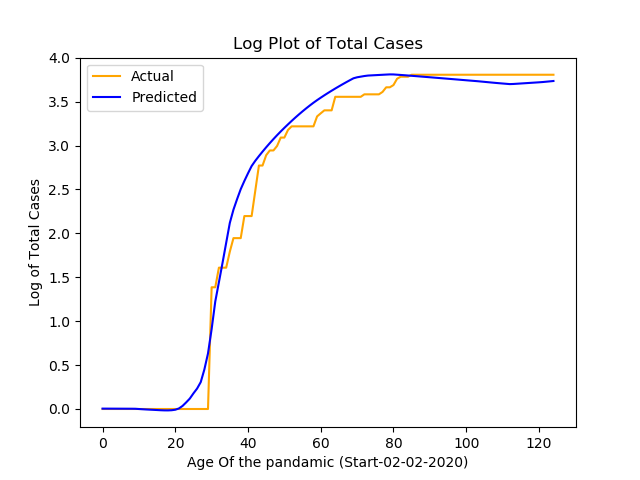 Log Plot of Total Cases
Actual
Predicted
4.0
3.5
3.0
2.5
2.0
1.5
1.0
0.5
0.0
Log of Total Cases
0 20 40 60 80 100 120
Age Of the pandamic (Start-02-02-2020)